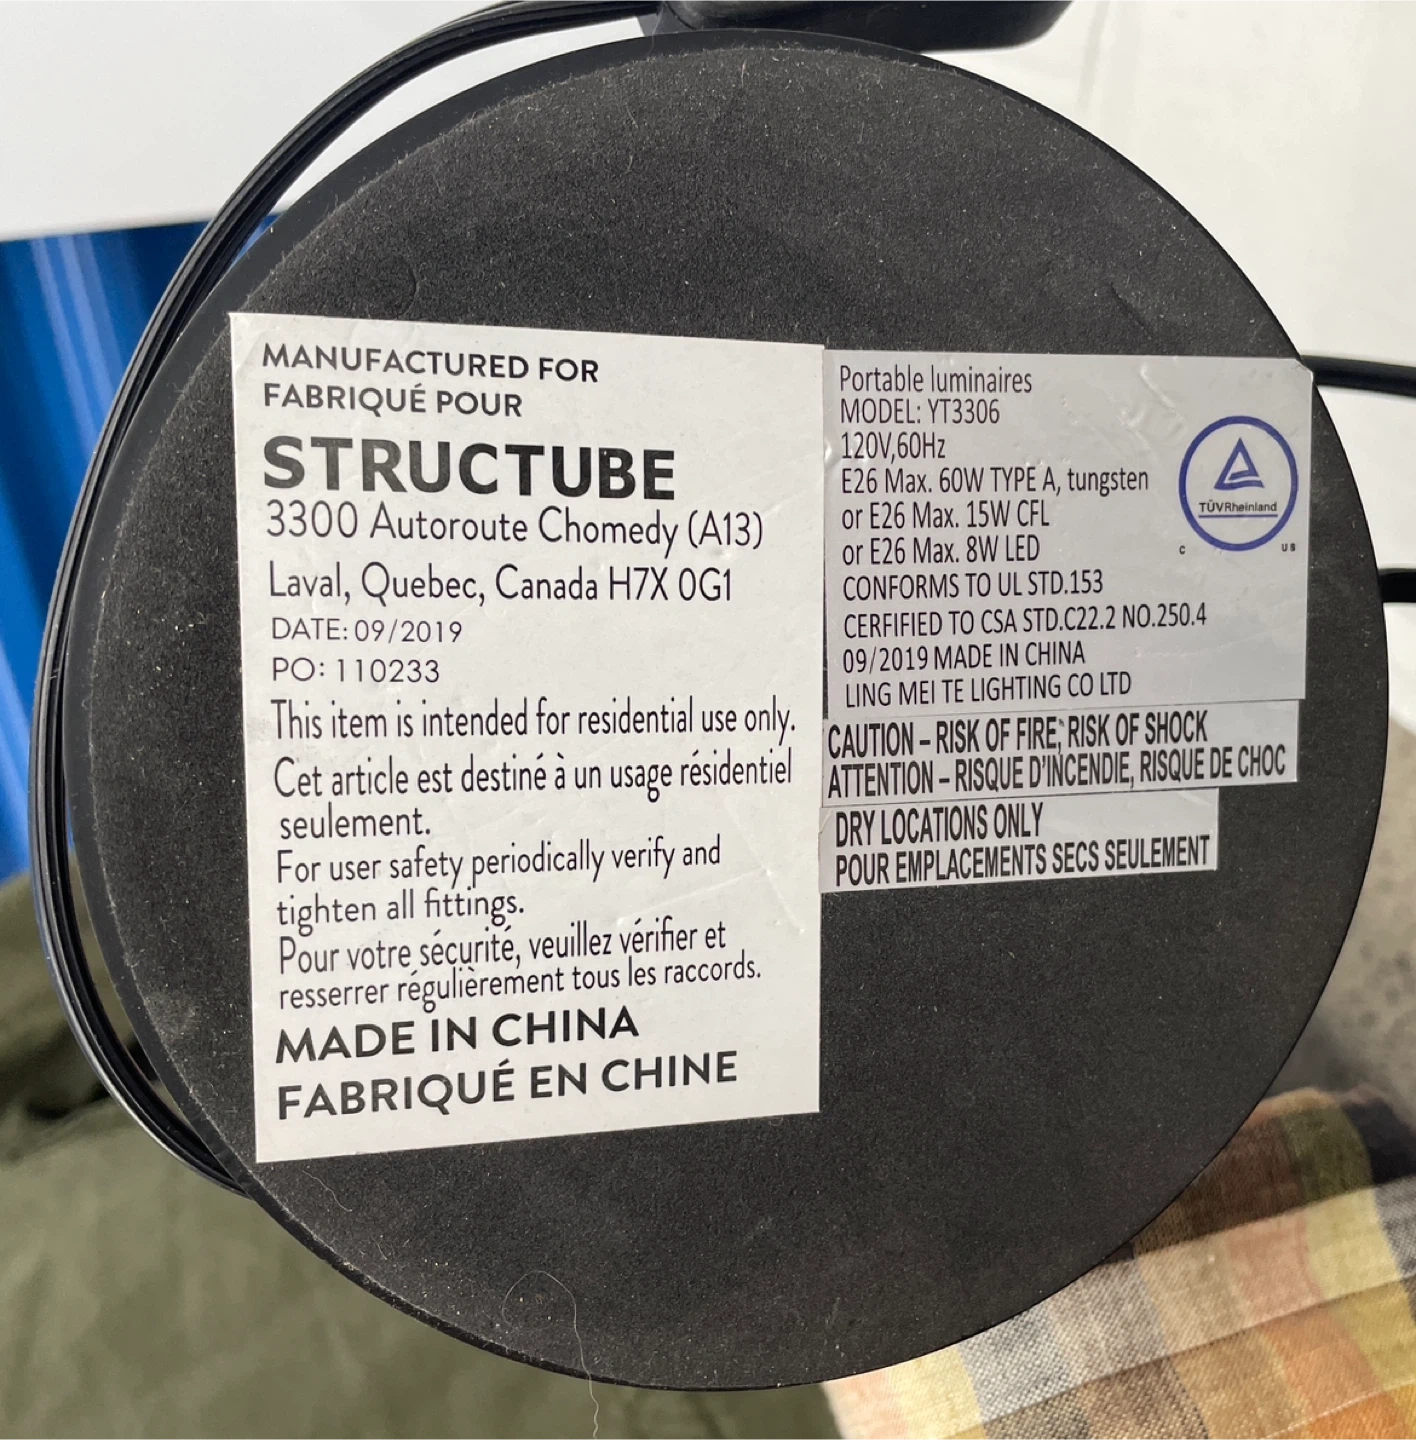 MANUFACTURED FOR
FABRIQUÉ POUR
STRUCTUBE
3300 Autoroute Chomedy (A13)
Laval, Quebec, Canada H7X 0G1
DATE: 09/2019
PO: 110233
This item is intended for residential use only.
Cet article est destiné à un usage résidentiel
seulement.
For user safety periodically verify and
tighten all fittings.
Pour votre sécurité, veuillez vérifier et
resserrer régulièrement tous les raccords.
MADE IN CHINA
FABRIQUÉ EN CHINE
Portable luminaires
MODEL: YT3306
120V,60Hz
E26 Max. 60W TYPE A, tungsten
or E26 Max. 15W CFL
or E26 Max. 8W LED
CONFORMS TO UL STD.153
CERFIFIED TO CSA STD.C22.2 NO.250.4
09/2019 MADE IN CHINA
LING MEI TE LIGHTING CO LTD
TÜVRheinland
C US
CAUTION – RISK OF FIRE; RISK OF SHOCK
ATTENTION – RISQUE D'INCENDIE, RISQUE DE CHOC
DRY LOCATIONS ONLY
POUR EMPLACEMENTS SECS SEULEMENT